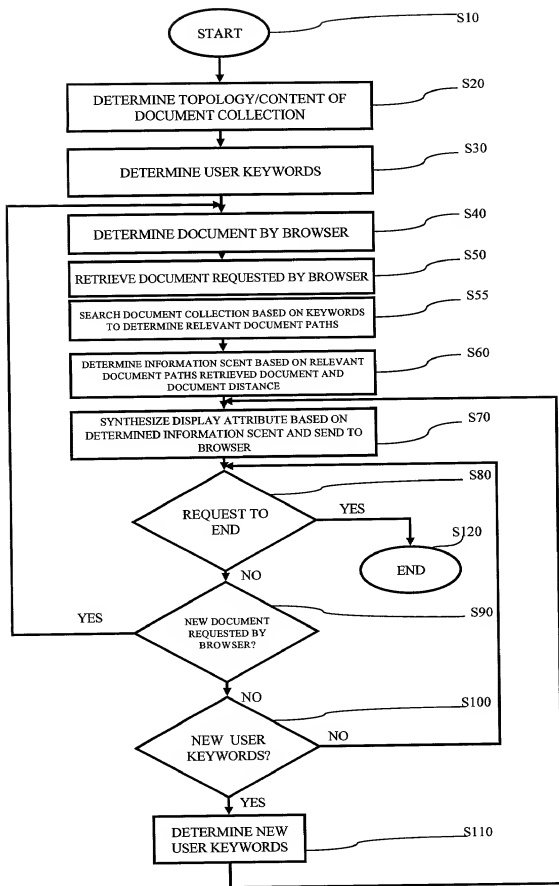 START
S10
DETERMINE TOPOLOGY/CONTENT OF
DOCUMENT COLLECTION
S20
DETERMINE USER KEYWORDS
S30
DETERMINE DOCUMENT BY BROWSER
S40
RETRIEVE DOCUMENT REQUESTED BY BROWSER
S50
SEARCH DOCUMENT COLLECTION BASED ON KEYWORDS
TO DETERMINE RELEVANT DOCUMENT PATHS
S55
DETERMINE INFORMATION SCENT BASED ON RELEVANT
DOCUMENT PATHS RETRIEVED DOCUMENT AND
DOCUMENT DISTANCE
S60
SYNTHESIZE DISPLAY ATTRIBUTE BASED ON
DETERMINED INFORMATION SCENT AND SEND TO
BROWSER
S70
REQUEST TO
END
S80
YES
S120
END
NO
NEW DOCUMENT
REQUESTED BY
BROWSER?
S90
YES
NO
NEW USER
KEYWORDS?
S100
NO
YES
DETERMINE NEW
USER KEYWORDS
S110